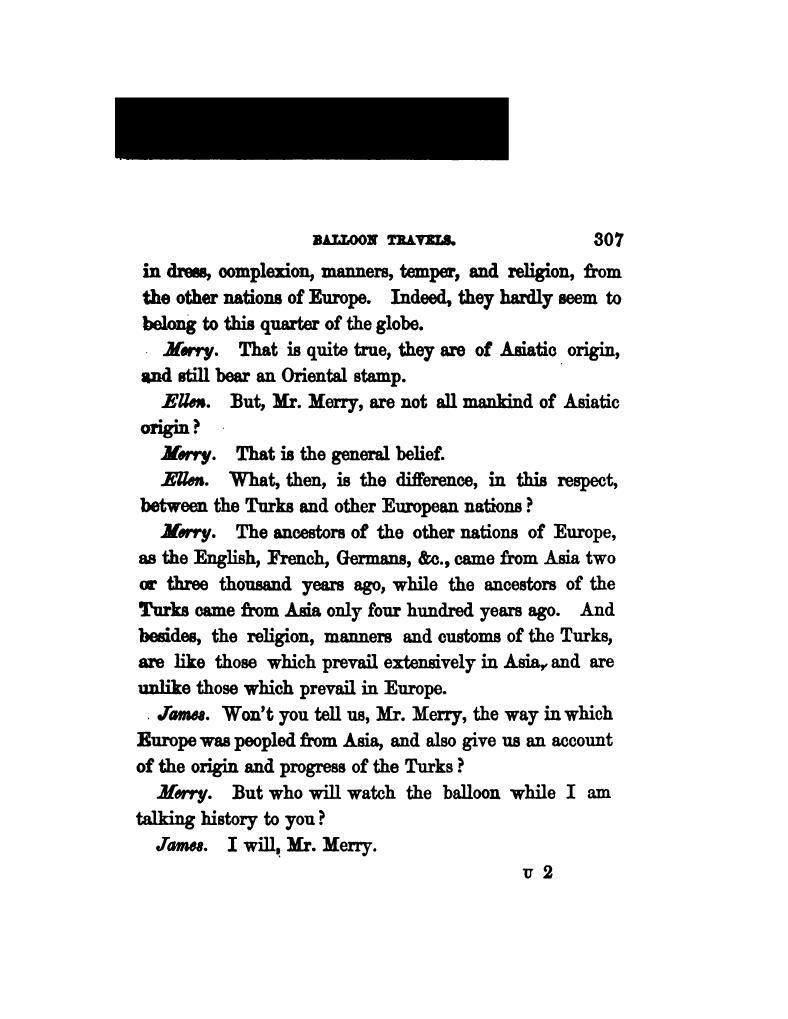 BALLOON TRAVELS. 307
in dress, complexion, manners, temper, and religion, from
the other nations of Europe. Indeed, they hardly seem to
belong to this quarter of the globe.
Merry. That is quite true, they are of Asiatic origin,
and still bear an Oriental stamp.
Ellen. But, Mr. Merry, are not all mankind of Asiatic
origin?
Merry. That is the general belief.
Ellen. What, then, is the difference, in this respect,
between the Turks and other European nations?
Merry. The ancestors of the other nations of Europe,
as the English, French, Germans, &c., came from Asia two
or three thousand years ago, while the ancestors of the
Turks came from Asia only four hundred years ago. And
besides, the religion, manners and customs of the Turks,
are like those which prevail extensively in Asia, and are
unlike those which prevail in Europe.
James. Won't you tell us, Mr. Merry, the way in which
Europe was peopled from Asia, and also give us an account
of the origin and progress of the Turks?
Merry. But who will watch the balloon while I am
talking history to you?
James. I will, Mr. Merry.
U 2